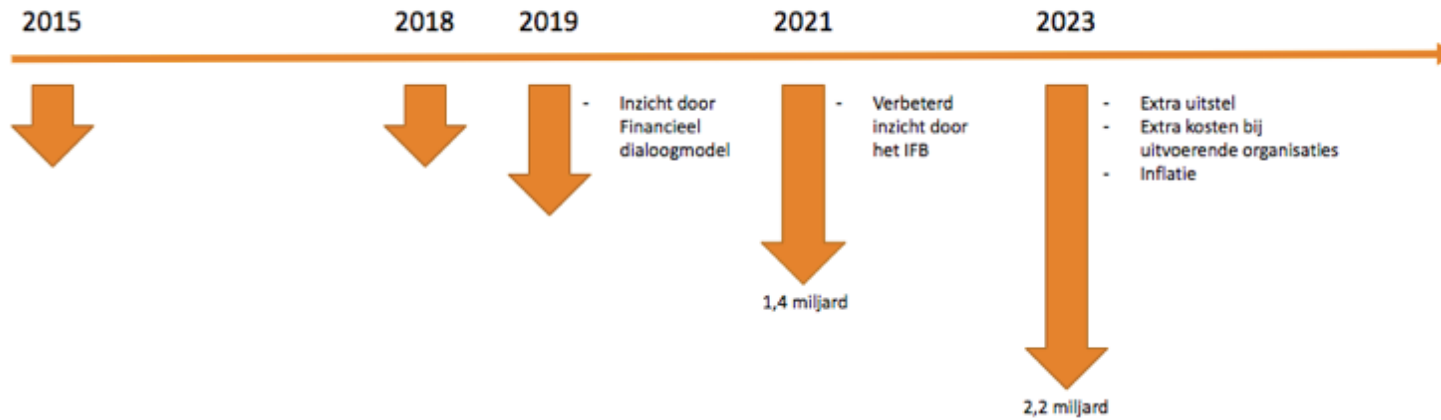 2015
2018
2019
2021
2023
- Inzicht door
Financieel
dialoogmodel
- Verbeterd
inzicht door
het IFB
- Extra uitstel
- Extra kosten bij
uitvoerende organisaties
- Inflatie
1,4 miljard
2,2 miljard